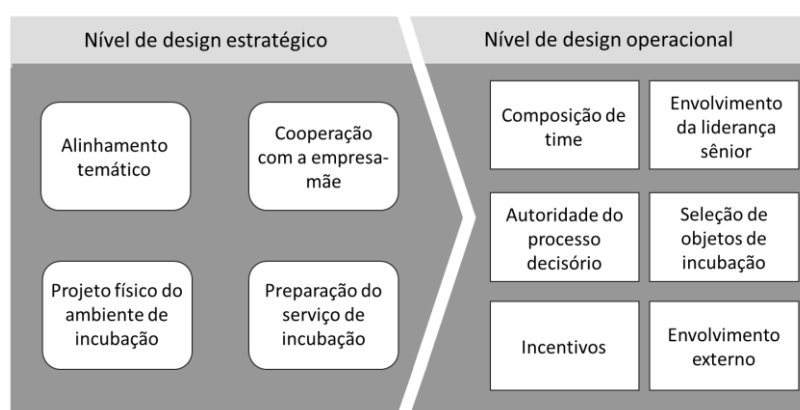 Nível de design estratégico
Alinhamento
temático
Cooperação
com a empresa-
mãe
Projeto físico do
ambiente de
incubação
Preparação do
serviço de
incubação
Nível de design operacional
Composição de
time
Envolvimento
da liderança
sênior
Autoridade do
processo
decisório
Seleção de
objetos de
incubação
Incentivos
Envolvimento
externo